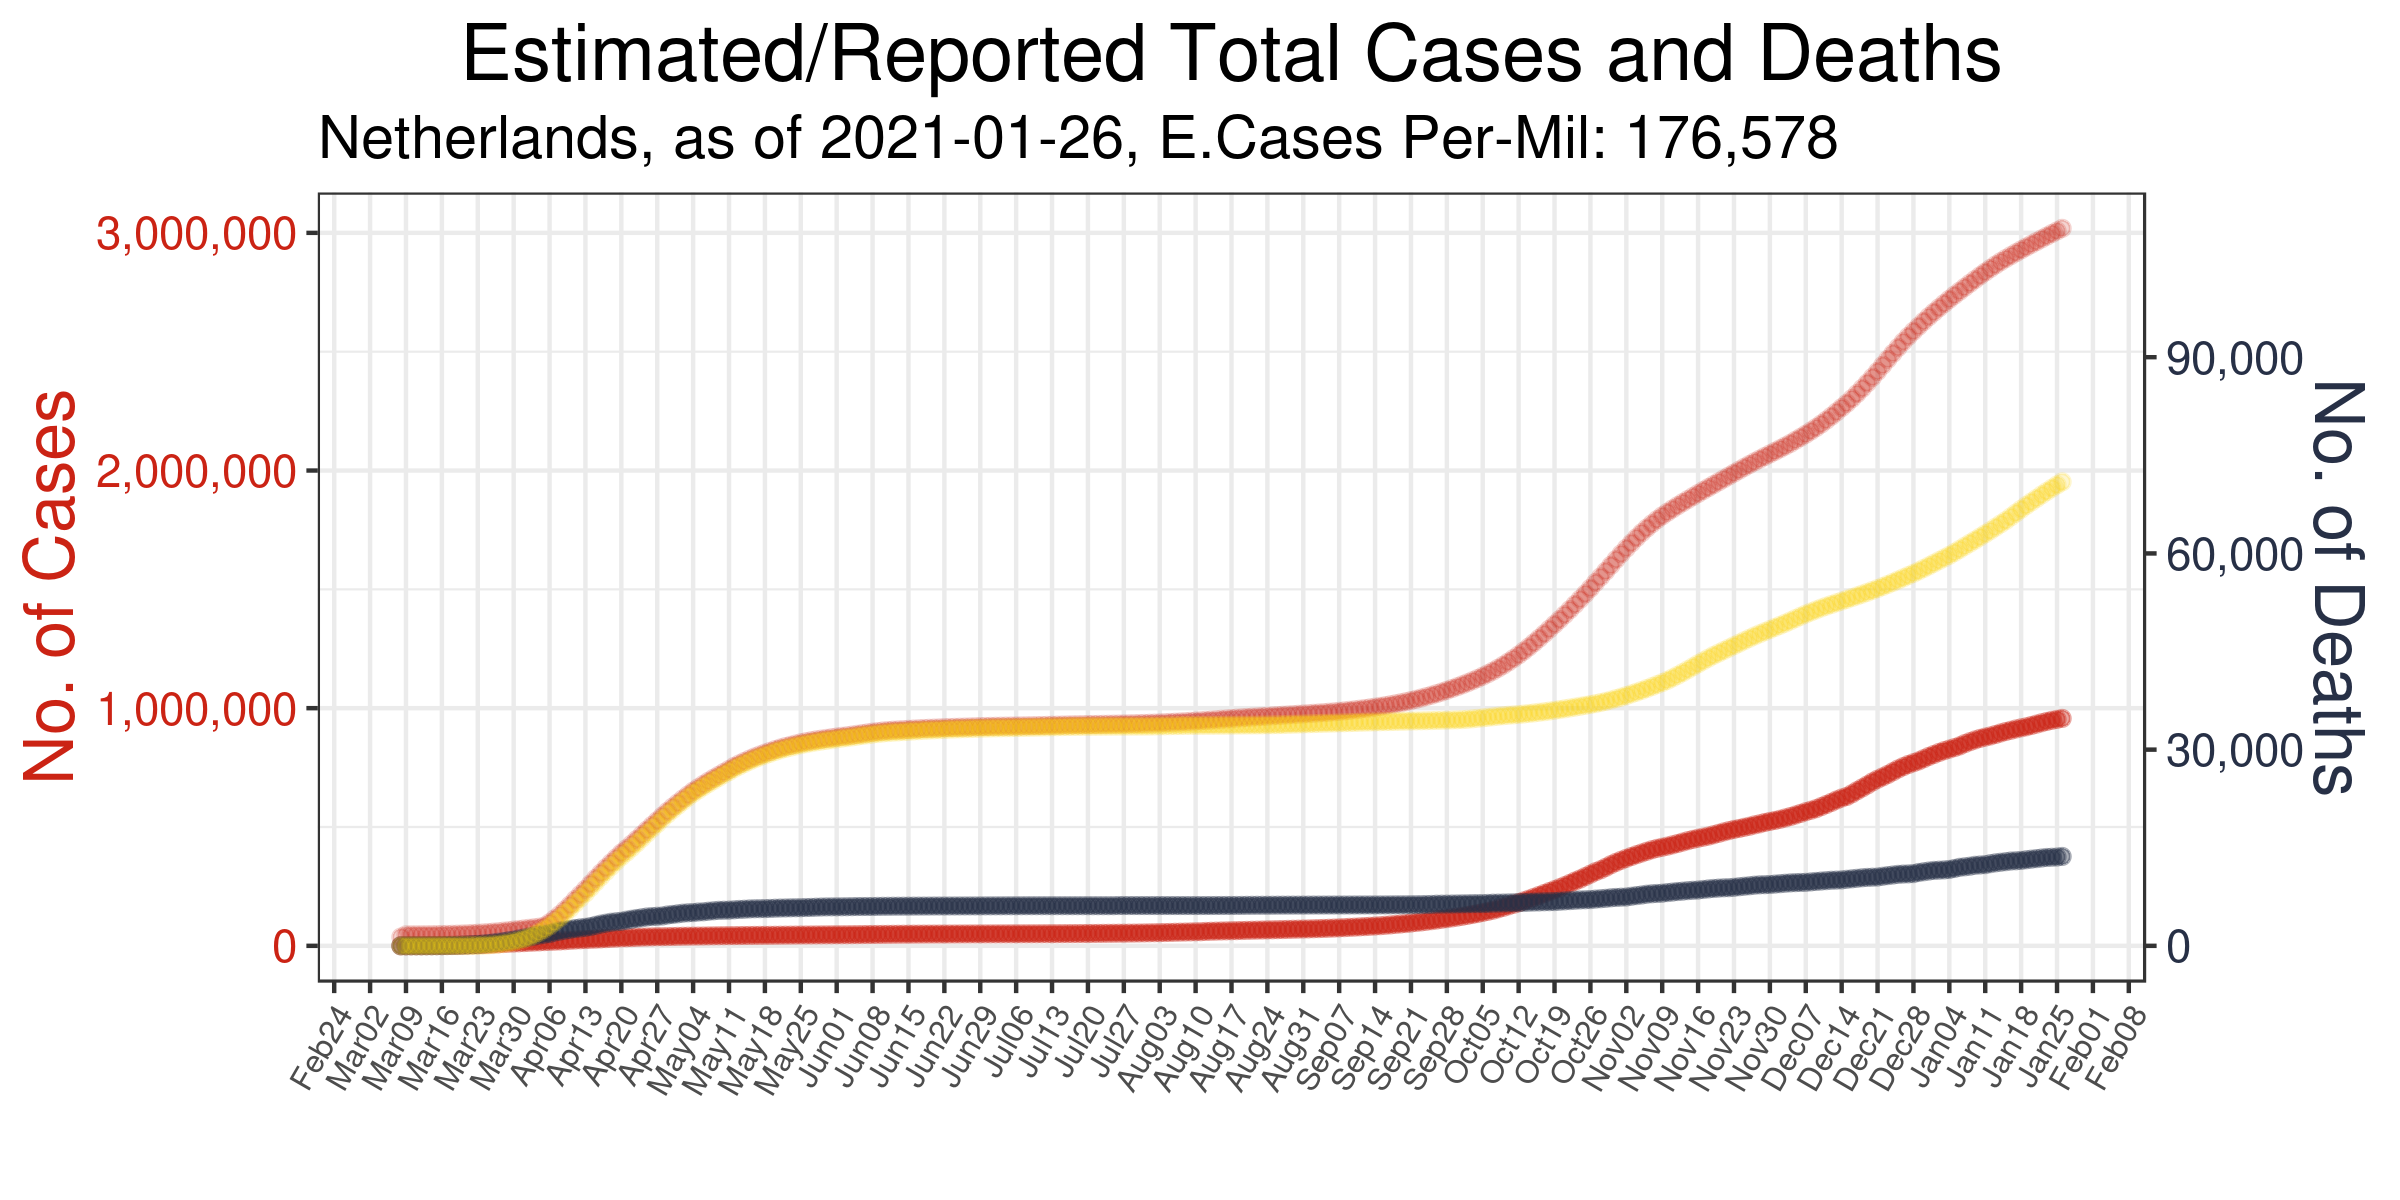 Estimated/Reported Total Cases and Deaths
Netherlands, as of 2021-01-26, E.Cases Per-Mil: 176,578
No. of Cases
3,000,000
2,000,000
1,000,000
0
90,000
60,000
30,000
0
No. of Deaths
Feb24
Mar02
Mar09
Mar16
Mar23
Mar30
Apr06
Apr13
Apr20
Apr27
May04
May11
May18
May25
Jun01
Jun08
Jun15
Jun22
Jun29
Jul06
Jul13
Jul20
Jul27
Aug03
Aug10
Aug17
Aug24
Aug31
Sep07
Sep14
Sep21
Sep28
Oct05
Oct12
Oct19
Oct26
Nov02
Nov09
Nov16
Nov23
Nov30
Dec07
Dec14
Dec21
Dec28
Jan04
Jan11
Jan18
Jan25
Feb01
Feb08